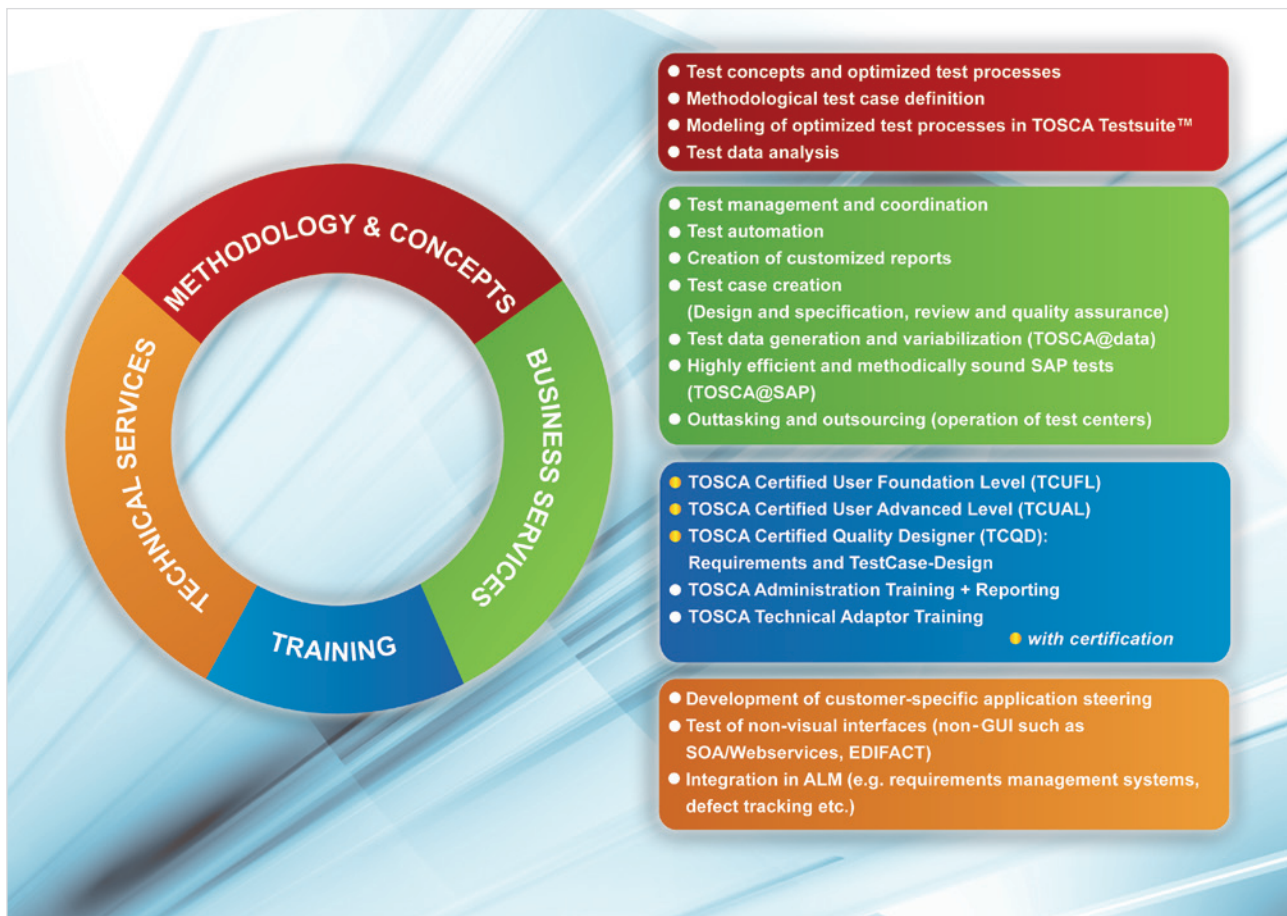 METHODOLOGY & CONCEPTS
BUSINESS SERVICES
TRAINING
TECHNICAL SERVICES
● Test concepts and optimized test processes
● Methodological test case definition
● Modeling of optimized test processes in TOSCA Testsuite™
● Test data analysis
● Test management and coordination
● Test automation
● Creation of customized reports
● Test case creation
(Design and specification, review and quality assurance)
● Test data generation and variabilization (TOSCA@data)
● Highly efficient and methodically sound SAP tests
(TOSCA@SAP)
● Outtasking and outsourcing (operation of test centers)
● TOSCA Certified User Foundation Level (TCUFL)
● TOSCA Certified User Advanced Level (TCUAL)
● TOSCA Certified Quality Designer (TCQD):
Requirements and TestCase-Design
● TOSCA Administration Training + Reporting
● TOSCA Technical Adaptor Training
● with certification
● Development of customer-specific application steering
● Test of non-visual interfaces (non-GUI such as
SOA/Webservices, EDIFACT)
● Integration in ALM (e.g. requirements management systems,
defect tracking etc.)